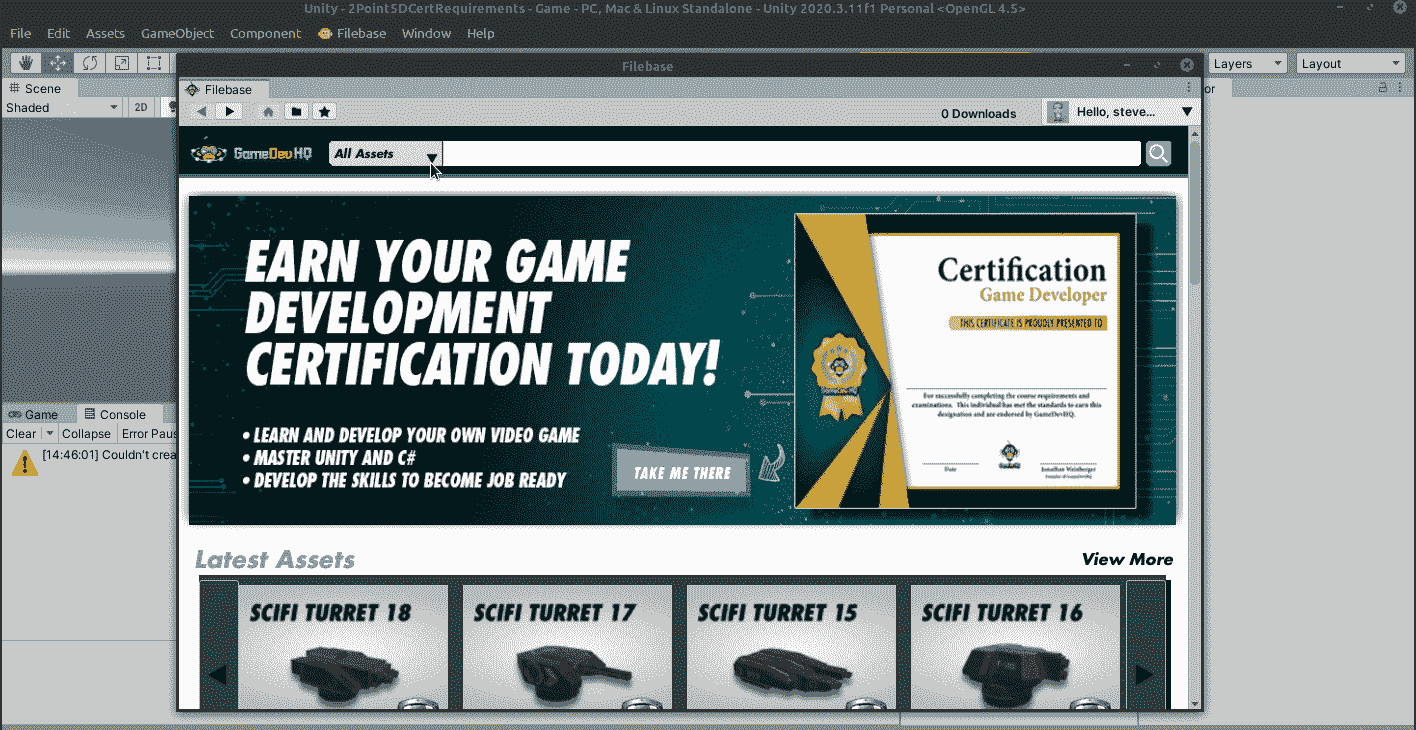 Unity - 2Point5DCertRequirements - Game - PC, Mac & Linux Standalone - Unity 2020.3.11f1 Personal <OpenGL 4.5>
File Edit Assets GameObject Component Filebase Window Help
Filebase
Layers Layout
Scene
Filebase
or
Shaded 2D
0 Downloads
Hello, steve...
GameDevHQ
All Assets
EARN YOUR GAME
DEVELOPMENT
CERTIFICATION TODAY!
• LEARN AND DEVELOP YOUR OWN VIDEO GAME
• MASTER UNITY AND C#
• DEVELOP THE SKILLS TO BECOME JOB READY
TAKE ME THERE
Certification
Game Developer
THIS CERTIFICATE IS PROUDLY PRESENTED TO
For successfully completing the course requirements and
examinations. This individual has met the standards to earn this
designation and are endorsed by GameDevHQ.
Date
Jonathan Weinberger
Game Console
Clear Collapse Error Paus
[14:46:01] Couldn't crea
Latest Assets
View More
SCIFI TURRET 18
SCIFI TURRET 17
SCIFI TURRET 15
SCIFI TURRET 16